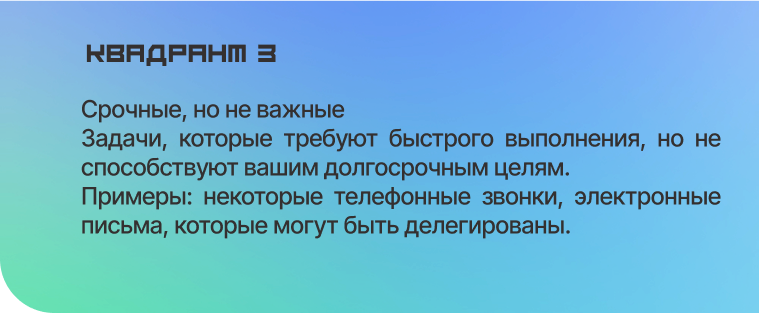 КВАДРАНТ 3
Срочные, но не важные
Задачи, которые требуют быстрого выполнения, но не
способствуют вашим долгосрочным целям.
Примеры: некоторые телефонные звонки, электронные
письма, которые могут быть делегированы.